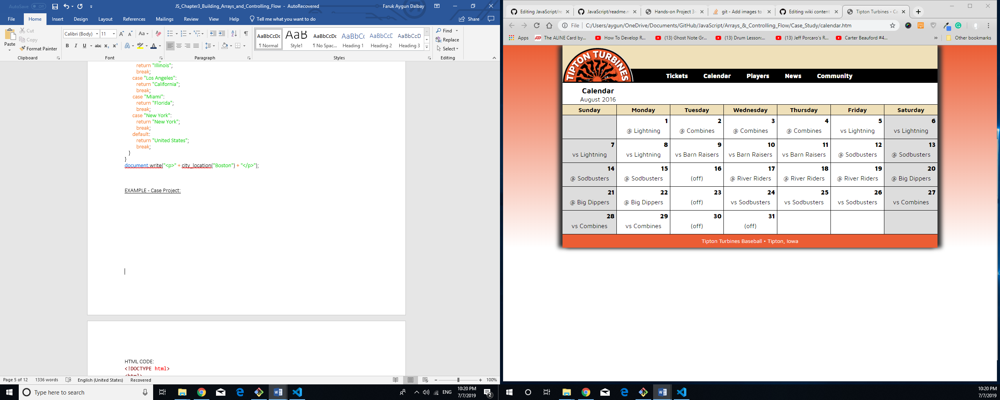 AutoSave Off
JS_Chapter3_Building_Arrays_and_Controlling_Flow - AutoRecovered
Faruk Aygun Dalbay
File Home Insert Design Layout References Mailings Review View Help Tell me what you want to do Share
Paste
Cut
Copy
Format Painter
Clipboard
Calibri (Body) 11
Font
Paragraph
AaBbCcDc AaB AaBbCcDc AaBbCc AaBbCcD AaBbCcD
¶ Normal Style1 ¶ No Spac... Heading 1 Heading 2 Heading 3
Styles
Find
Replace
Select
Editing
return "Illinois";
break;
case "Los Angeles":
return "California";
break;
case "Miami":
return "Florida";
break;
case "New York":
return "New York";
break;
default:
return "United States";
break;
}
}
document.write("<p>" + city_location("Boston") + "</p>");
EXAMPLE - Case Project:
HTML CODE:
<!DOCTYPE html>
<html>
Page 5 of 12 1336 words English (United States) Recovered 100%
Type here to search
ENG
10:20 PM
7/7/2019
2
Editing JavaScript/re JavaScript/readme.m Hands-on Project 3- git - Add images to Editing wiki content Tipton Turbines - Ca
File C:/Users/aygun/OneDrive/Documents/GitHub/JavaScript/Arrays_&_Controlling_Flow/Case_Study/calendar.htm
Apps The ALINE Card by... How To Develop R... (13) Ghost Note Gr... (13) Drum Lesson:... (13) Jeff Porcaro's R... Carter Beauford #4... » Other bookmarks
TIPTON TURBINES
Tickets Calendar Players News Community
Calendar
August 2016
Sunday Monday Tuesday Wednesday Thursday Friday Saturday
1 2 3 4 5 6
@ Lightning @ Combines @ Combines @ Combines vs Lightning vs Lightning
7 8 9 10 11 12 13
vs Lightning vs Lightning vs Barn Raisers vs Barn Raisers vs Barn Raisers @ Sodbusters @ Sodbusters
14 15 16 17 18 19 20
@ Sodbusters @ Sodbusters (off) @ River Riders @ River Riders @ River Riders @ Big Dippers
21 22 23 24 25 26 27
@ Big Dippers @ Big Dippers (off) vs Sodbusters vs Sodbusters vs Sodbusters vs Combines
28 29 30 31
vs Combines vs Combines (off) (off)
Tipton Turbines Baseball • Tipton, Iowa
10:20 PM
7/7/2019